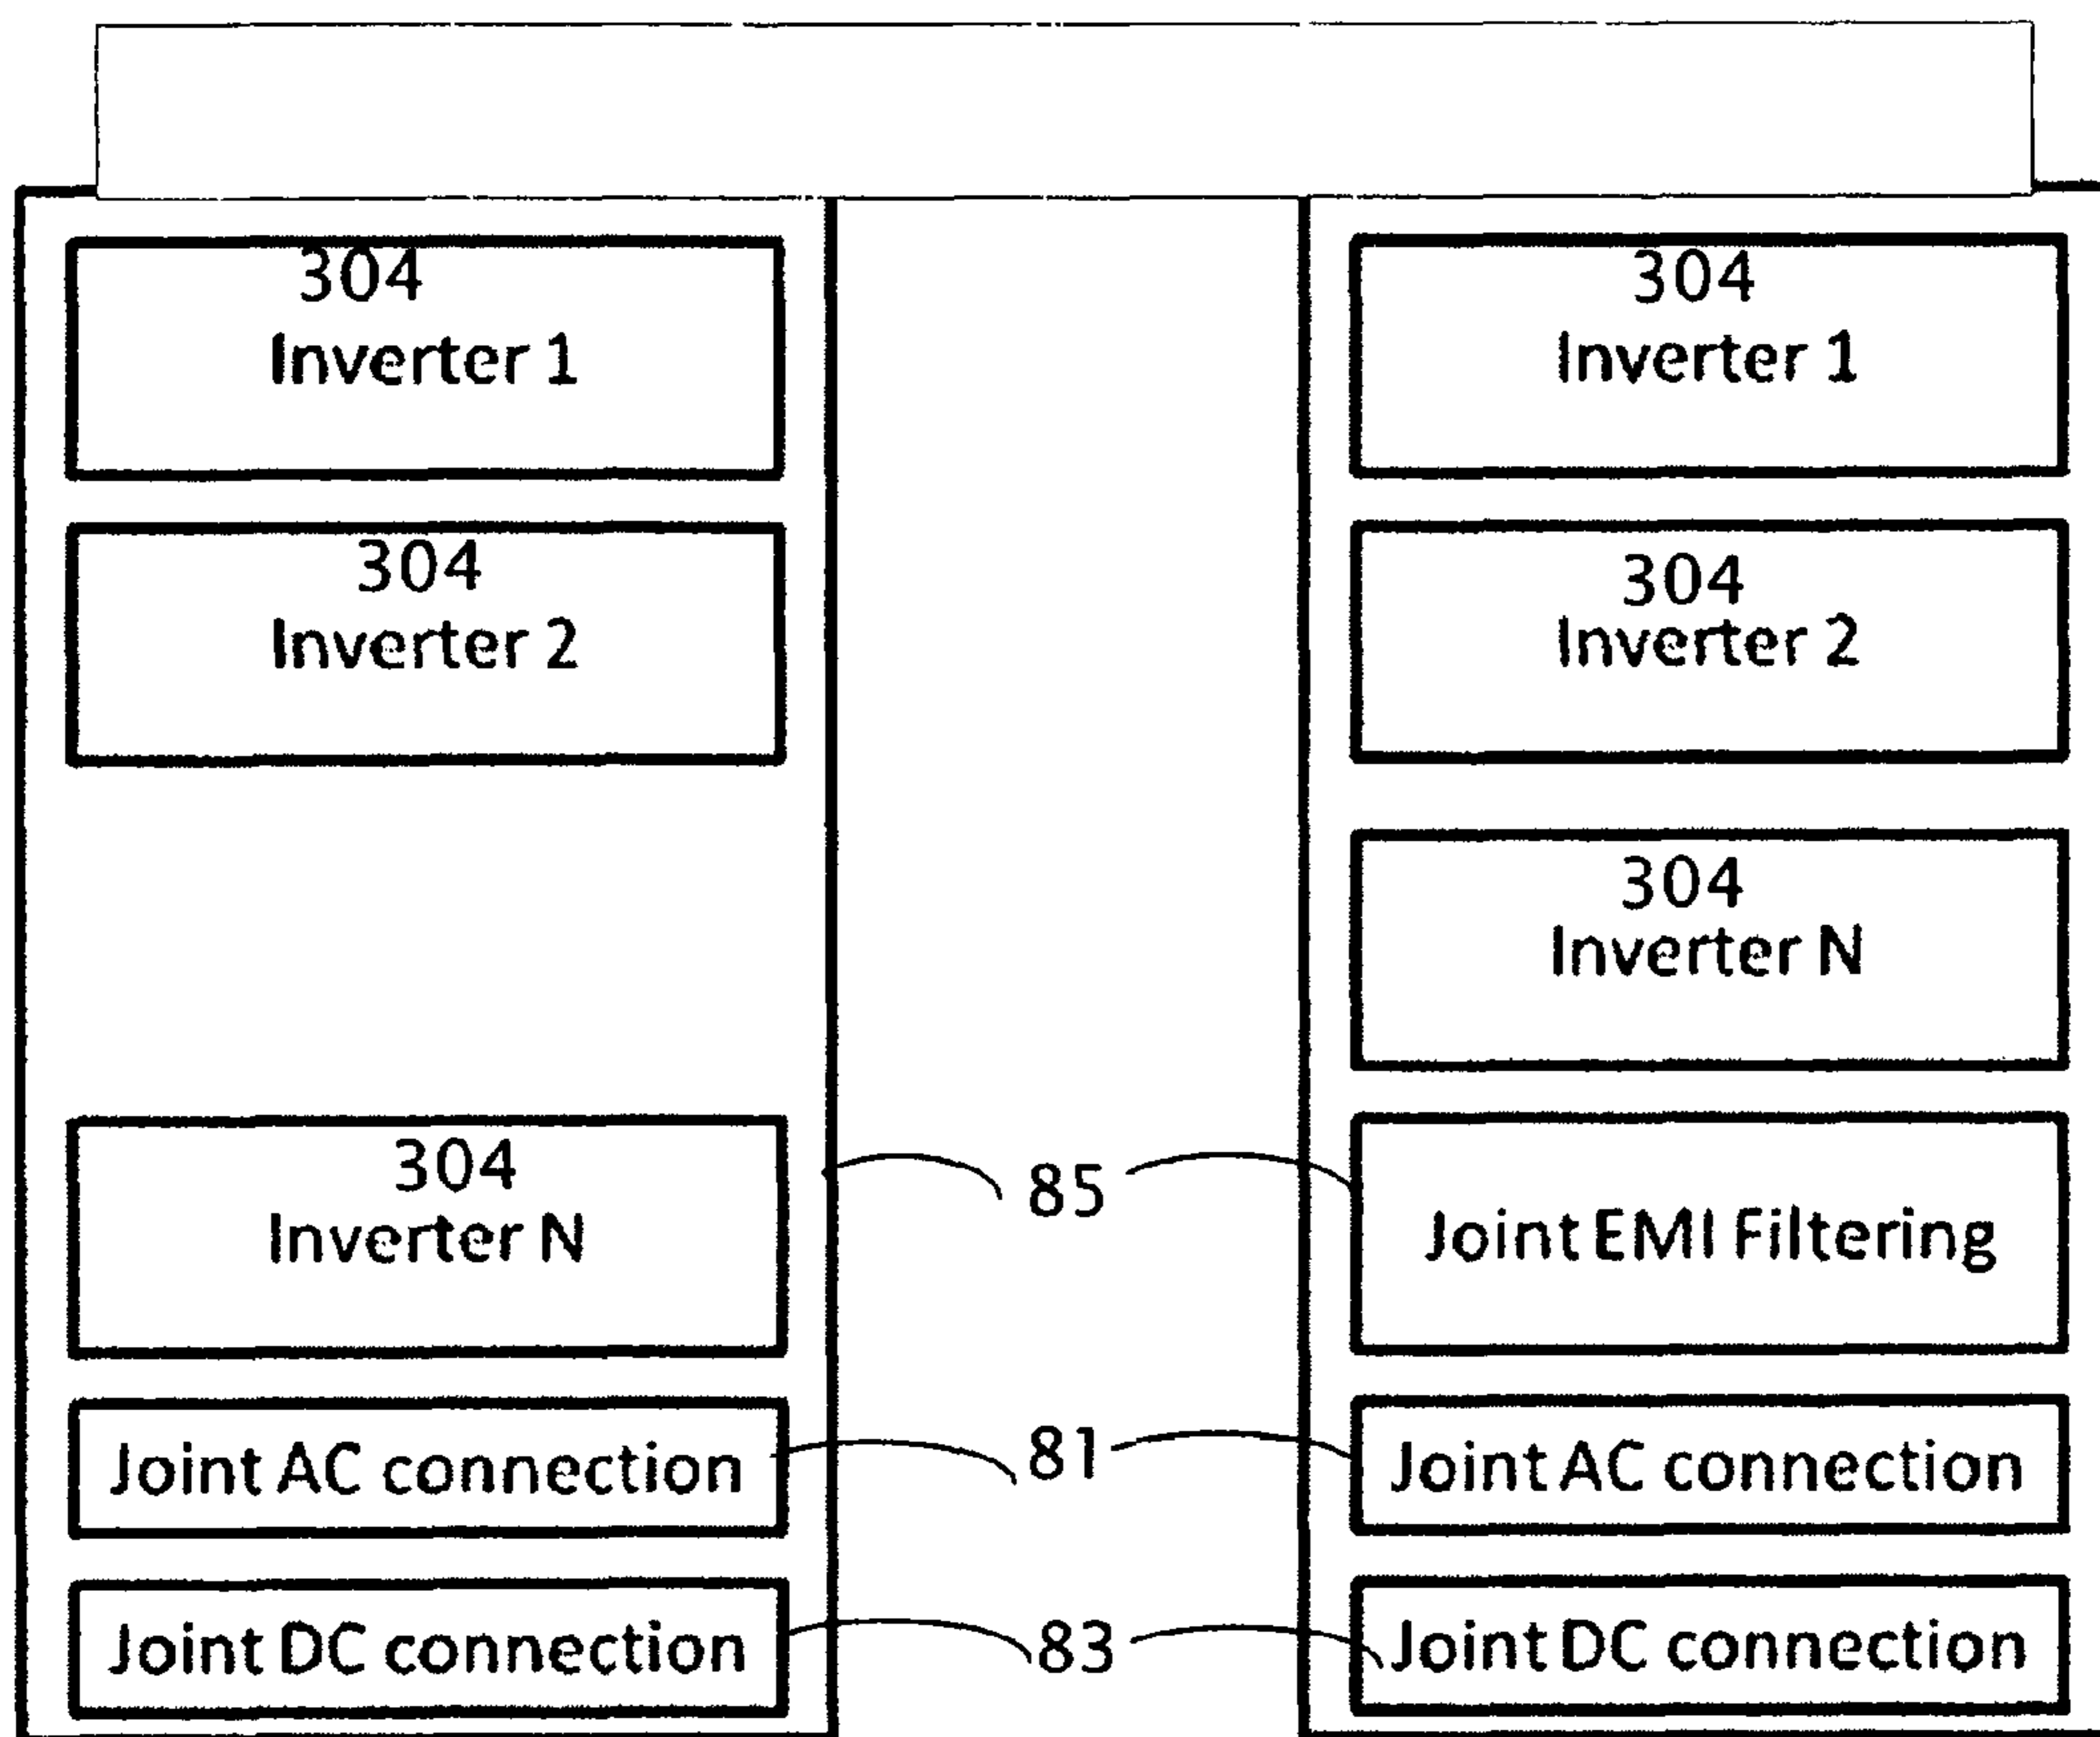 304
Inverter 1
304
Inverter 2
304
Inverter N
Joint AC connection
Joint DC connection
85
81
83
304
Inverter 1
304
Inverter 2
304
Inverter N
Joint EMI Filtering
Joint AC connection
Joint DC connection